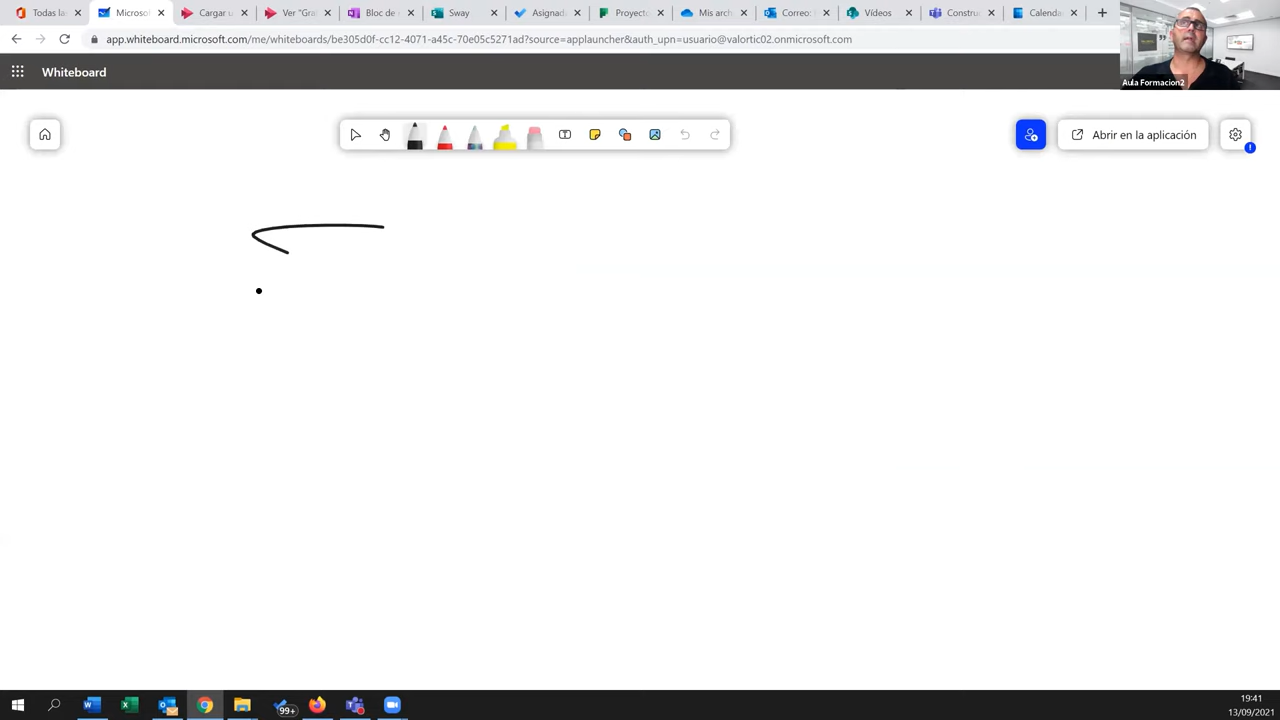 Todas la
Microsof
Cargar u
Ver "Gra
Bloc de n
Sway
Asignad
Proyecto
Mis arch
Correo:
Vídeos
Constru
Calenda
app.whiteboard.microsoft.com/me/whiteboards/be305d0f-cc12-4071-a45c-70e05c5271ad?source=applauncher&auth_upn=usuario@valortic02.onmicrosoft.com
Whiteboard
Aula Formacion2
Abrir en la aplicación
99+
19:41
13/09/2021